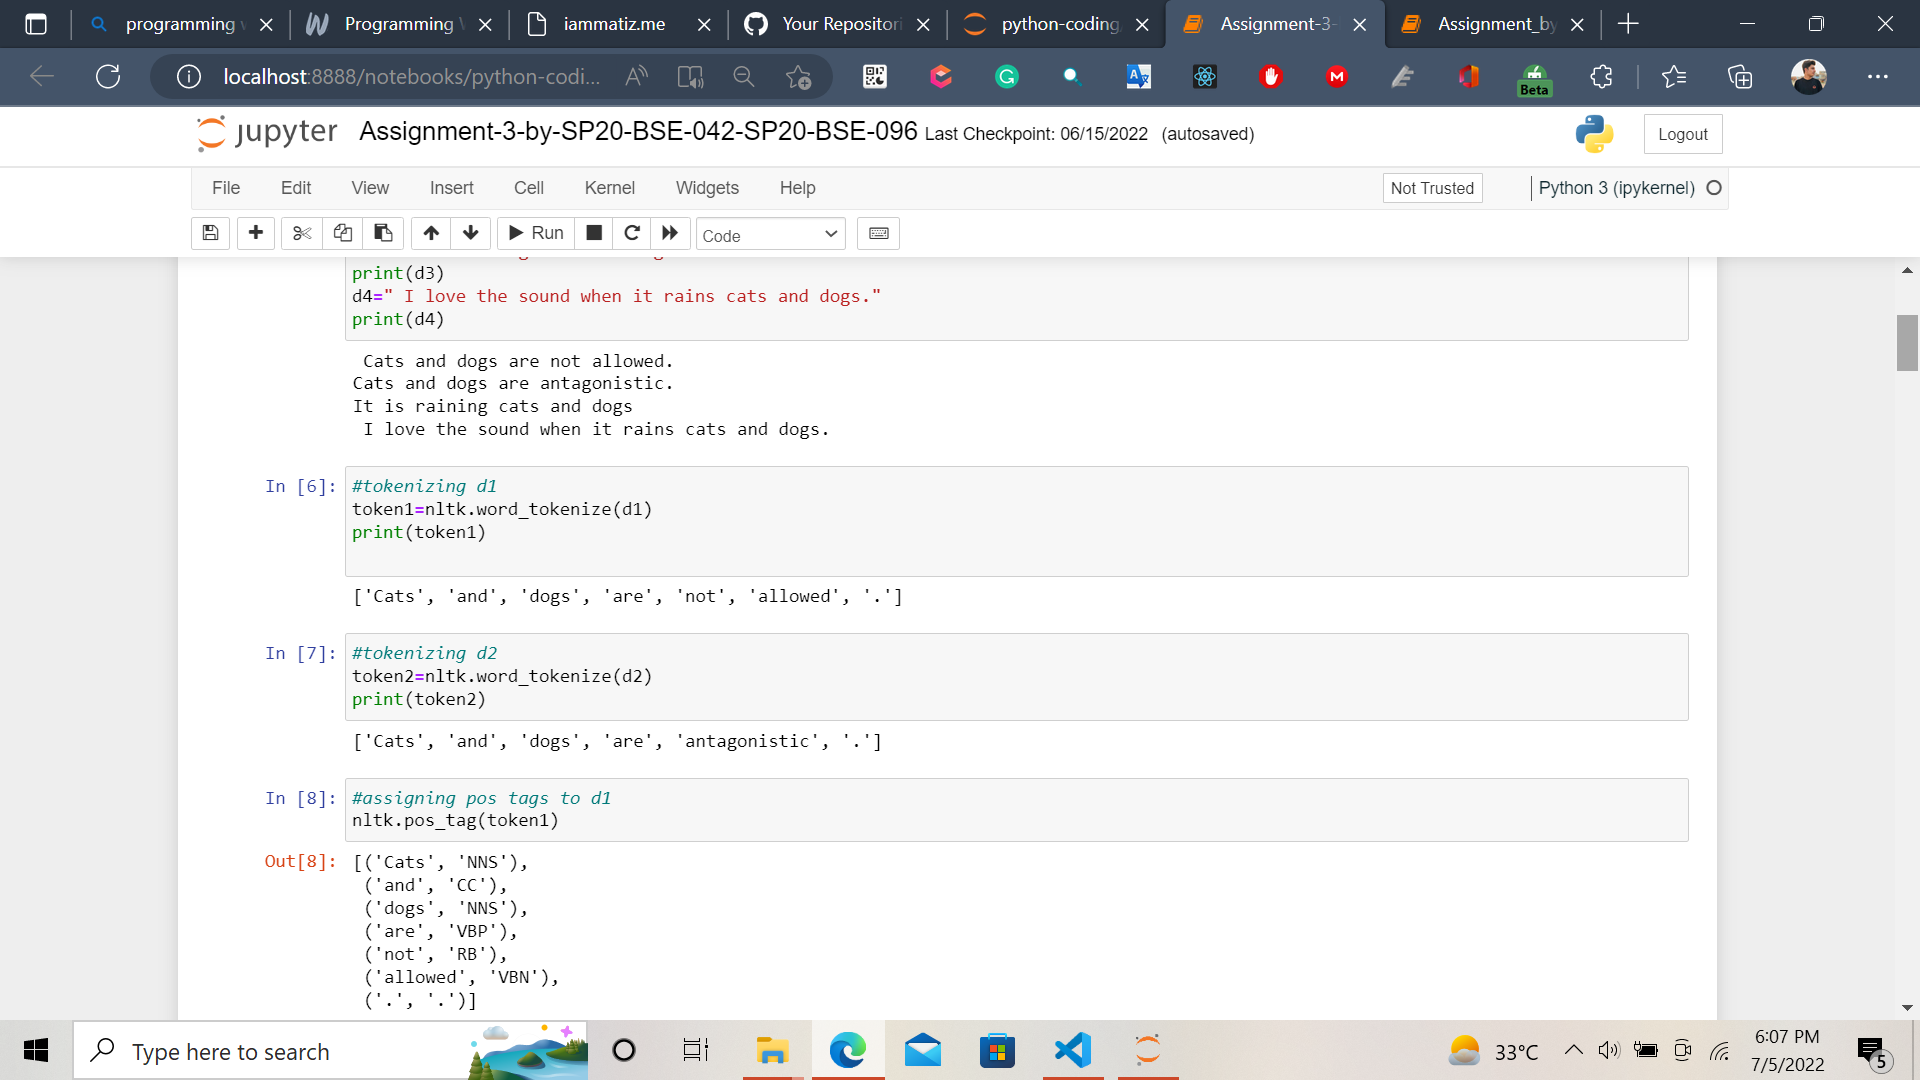 programming
Programming
iammatiz.me
Your Repositori
python-coding
Assignment-3-
Assignment_by
localhost:8888/notebooks/python-codi...
Beta
jupyter
Assignment-3-by-SP20-BSE-042-SP20-BSE-096 Last Checkpoint: 06/15/2022 (autosaved)
Logout
File Edit View Insert Cell Kernel Widgets Help
Not Trusted
Python 3 (ipykernel)
Run
Code
print(d3)
d4=" I love the sound when it rains cats and dogs."
print(d4)
Cats and dogs are not allowed.
Cats and dogs are antagonistic.
It is raining cats and dogs
I love the sound when it rains cats and dogs.
In [6]: #tokenizing d1
token1=nltk.word_tokenize(d1)
print(token1)
['Cats', 'and', 'dogs', 'are', 'not', 'allowed', '.']
In [7]: #tokenizing d2
token2=nltk.word_tokenize(d2)
print(token2)
['Cats', 'and', 'dogs', 'are', 'antagonistic', '.']
In [8]: #assigning pos tags to d1
nltk.pos_tag(token1)
Out[8]: [('Cats', 'NNS'),
('and', 'CC'),
('dogs', 'NNS'),
('are', 'VBP'),
('not', 'RB'),
('allowed', 'VBN'),
('.', '.')]
Type here to search
33°C
6:07 PM
7/5/2022
5